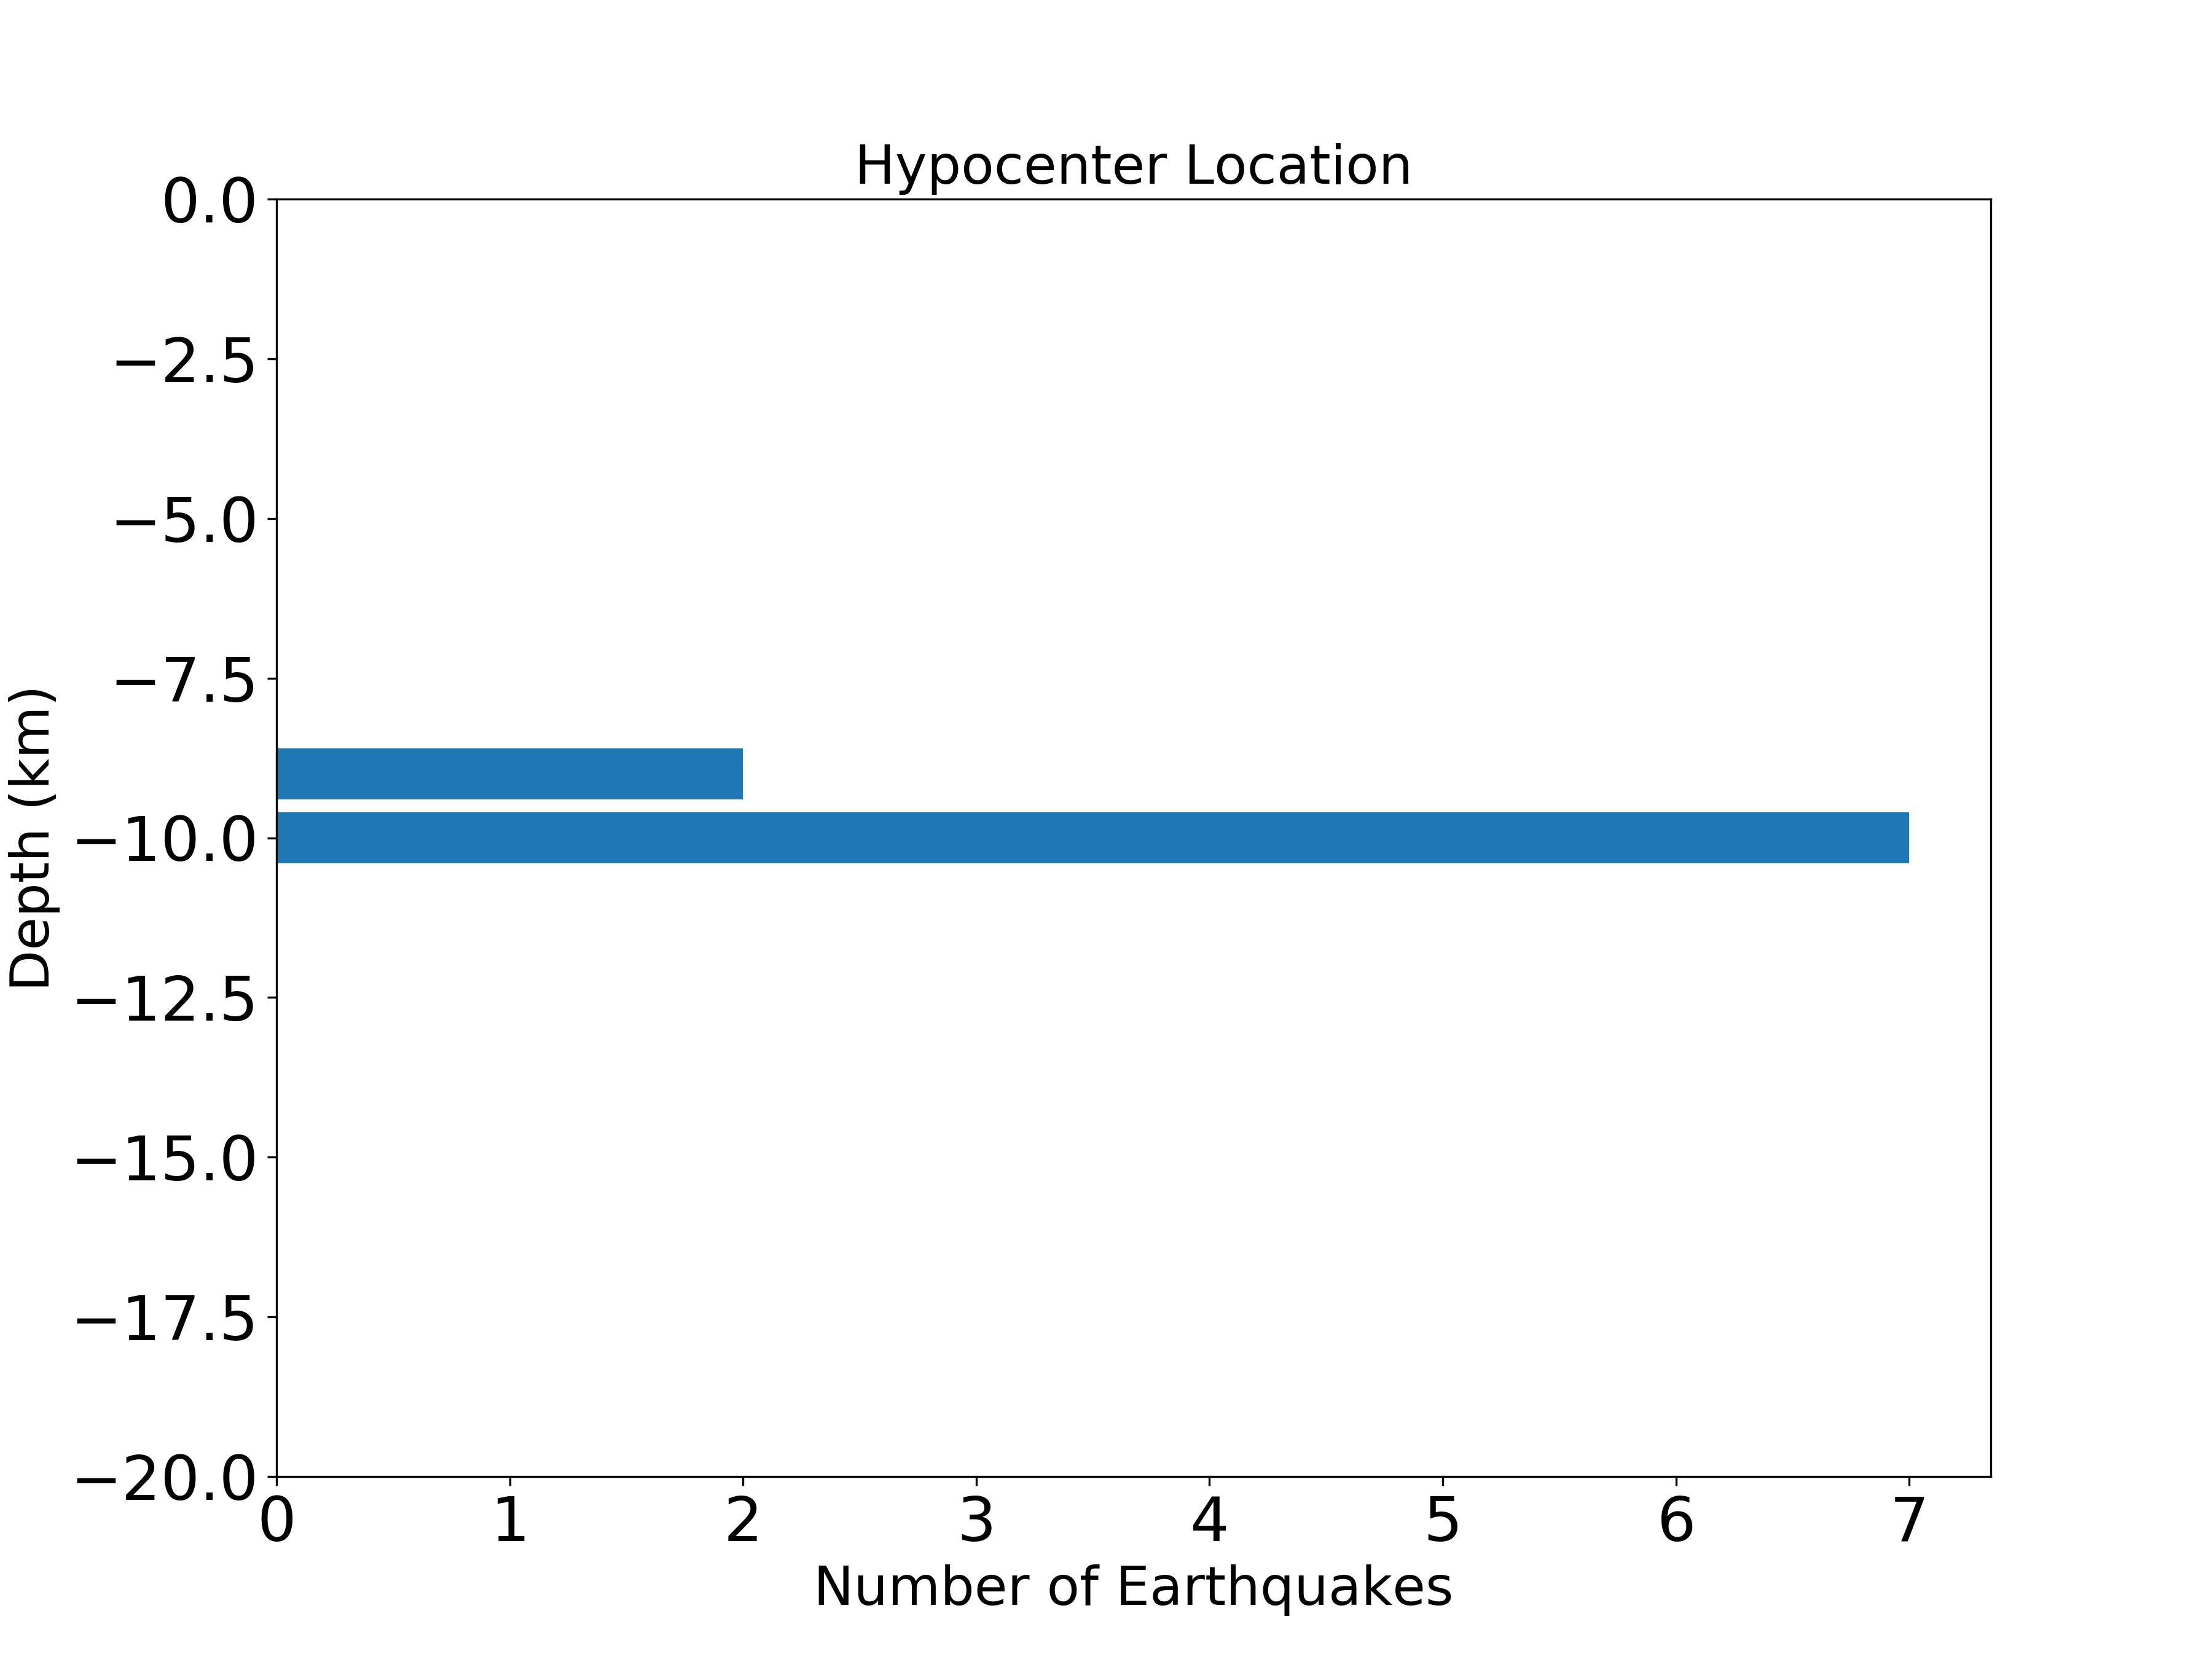 Hypocenter Location
0.0
−2.5
−5.0
−7.5
−10.0
−12.5
−15.0
−17.5
−20.0
Depth (km)
0 1 2 3 4 5 6 7
Number of Earthquakes